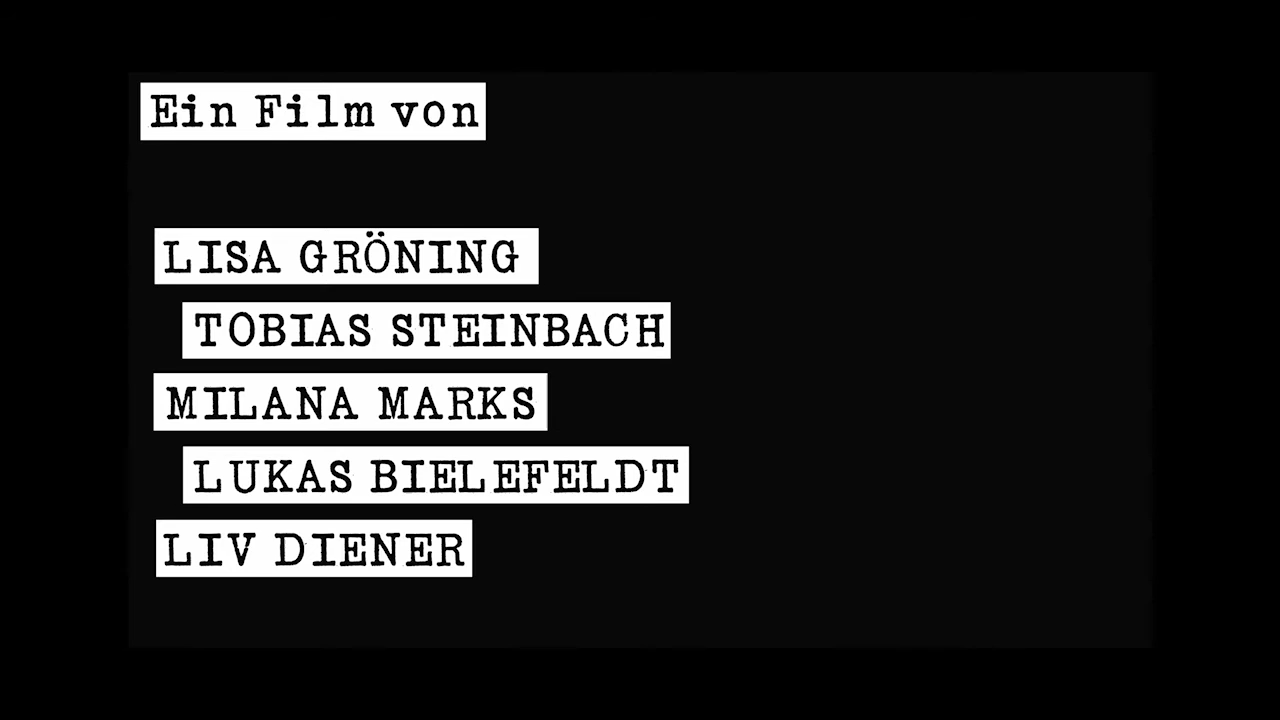 Ein Film von
LISA GRÖNING
TOBIAS STEINBACH
MILANA MARKS
LUKAS BIELEFELDT
LIV DIENER